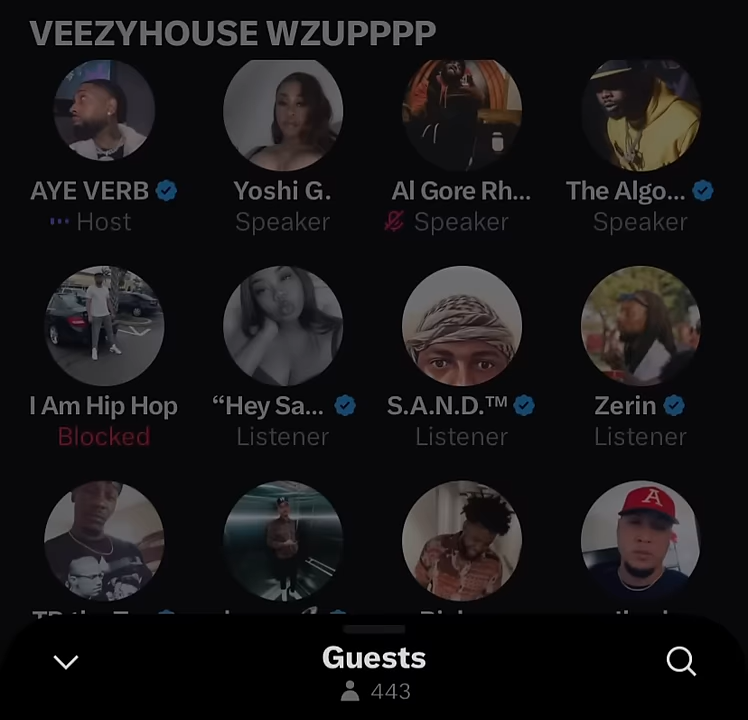 VEEZYHOUSE WZUPPPP
AYE VERB Yoshi G. Al Gore Rh... The Algo...
Host Speaker Speaker Speaker
I Am Hip Hop “Hey Sa... S.A.N.D.™ Zerin
Blocked Listener Listener Listener
A
Guests
443